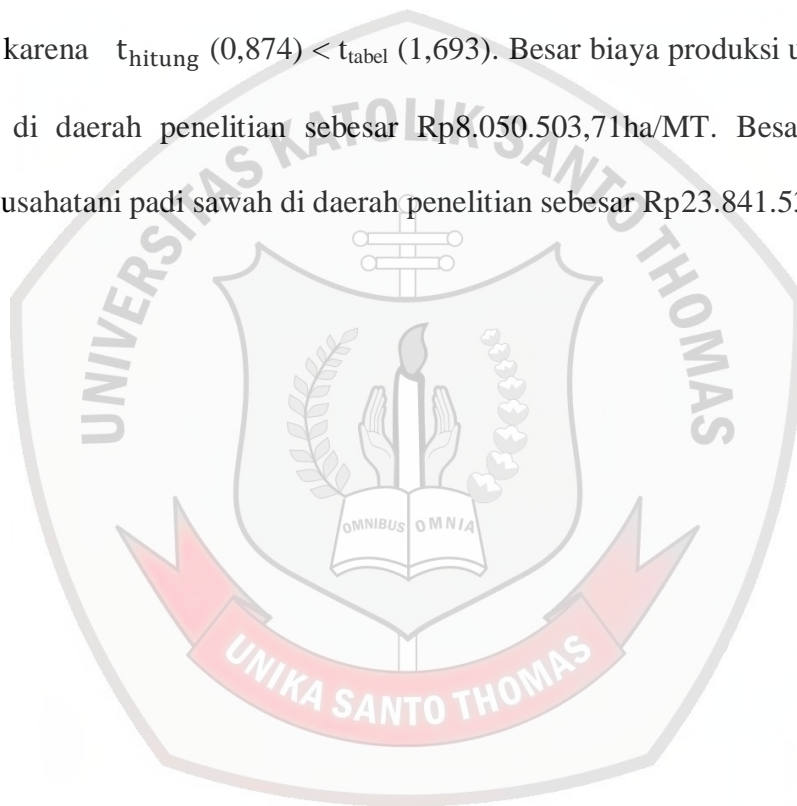 karena t_hitung (0,874) < t_tabel (1,693). Besar biaya produksi u
di daerah penelitian sebesar Rp8.050.503,71ha/MT. Besa
usahatani padi sawah di daerah penelitian sebesar Rp23.841.53
UNIVERSITAS KATOLIK SANTO THOMAS
OMNIBUS OMNIA
UNIKA SANTO THOMAS